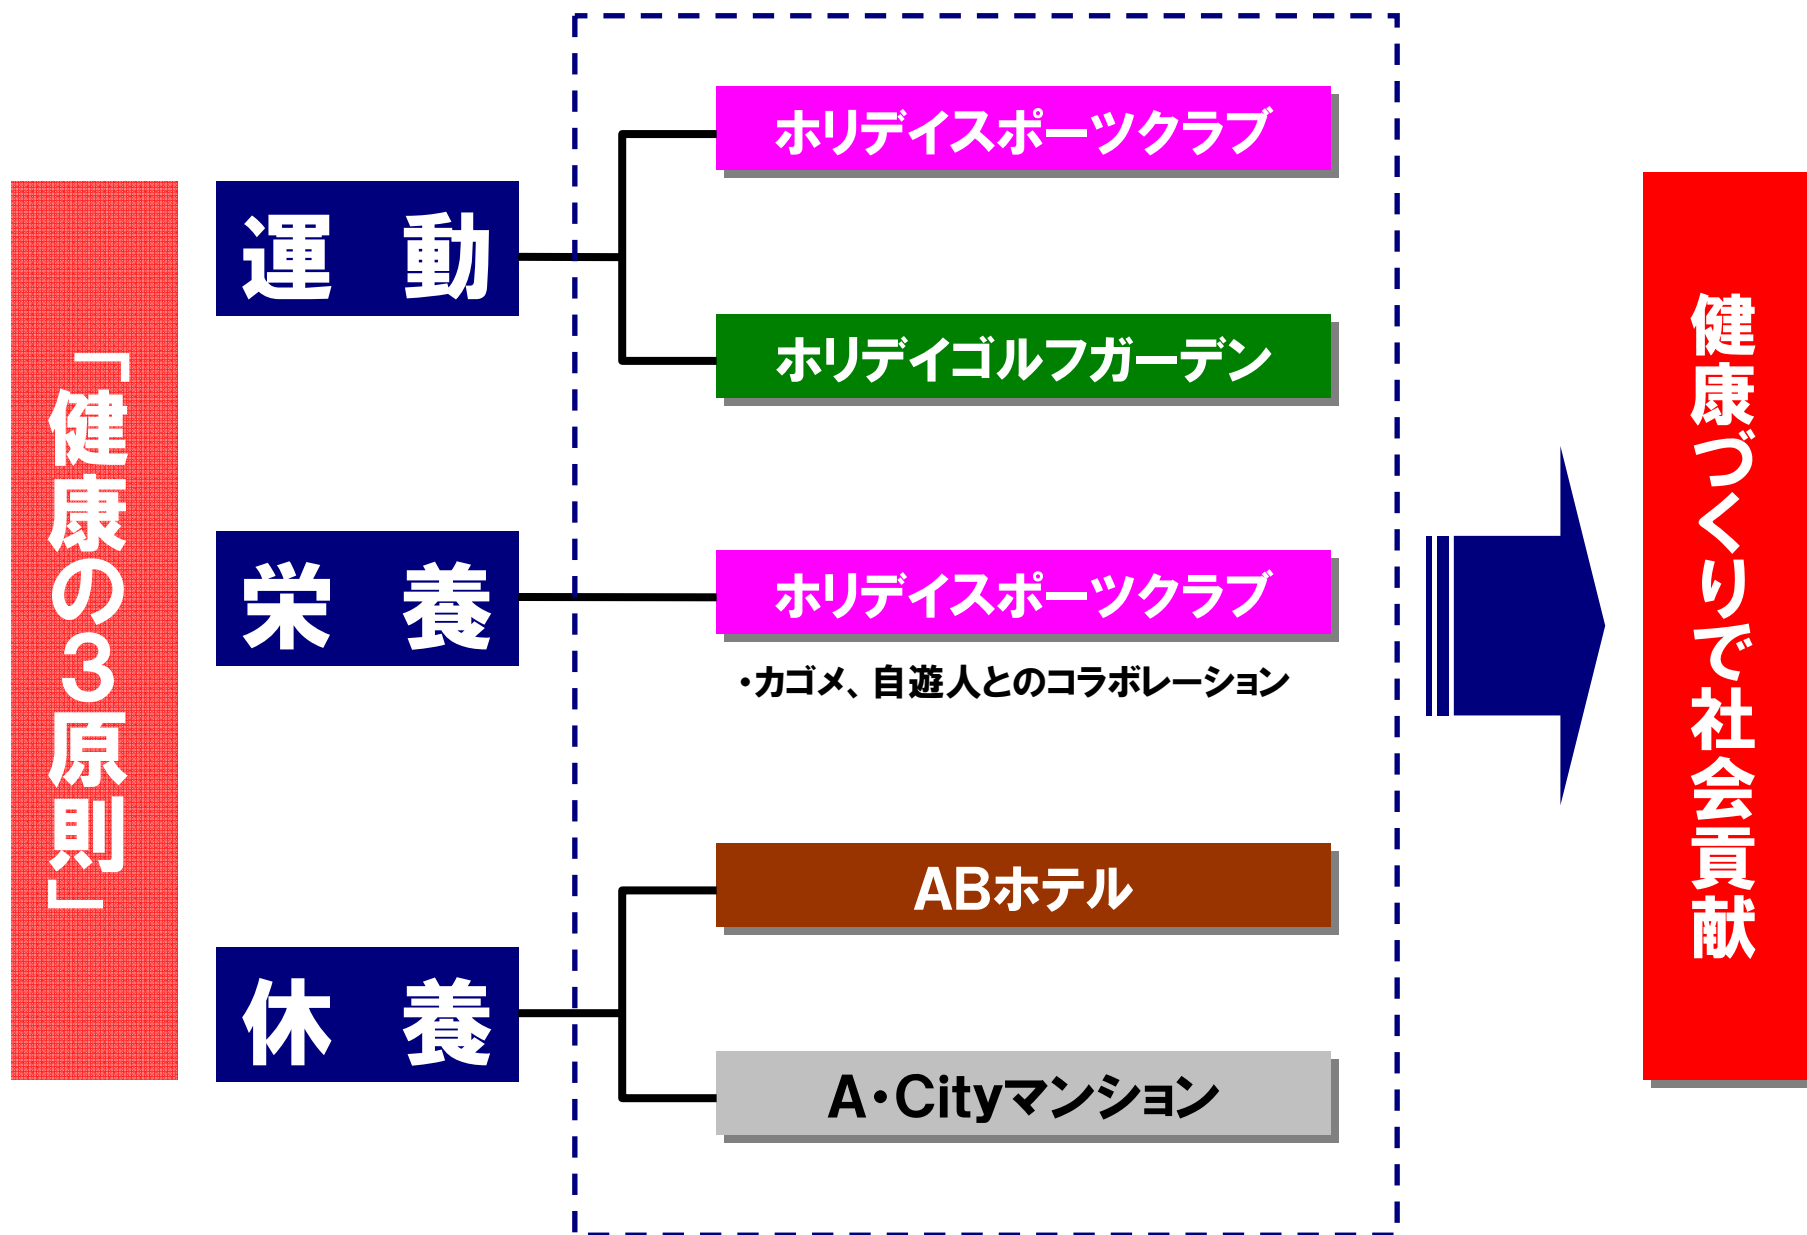 「健康の３原則」
運　動
ホリデイスポーツクラブ
ホリデイゴルフガーデン
栄　養
ホリデイスポーツクラブ
・カゴメ、自遊人とのコラボレーション
休　養
ABホテル
A・Cityマンション
健康づくりで社会貢献